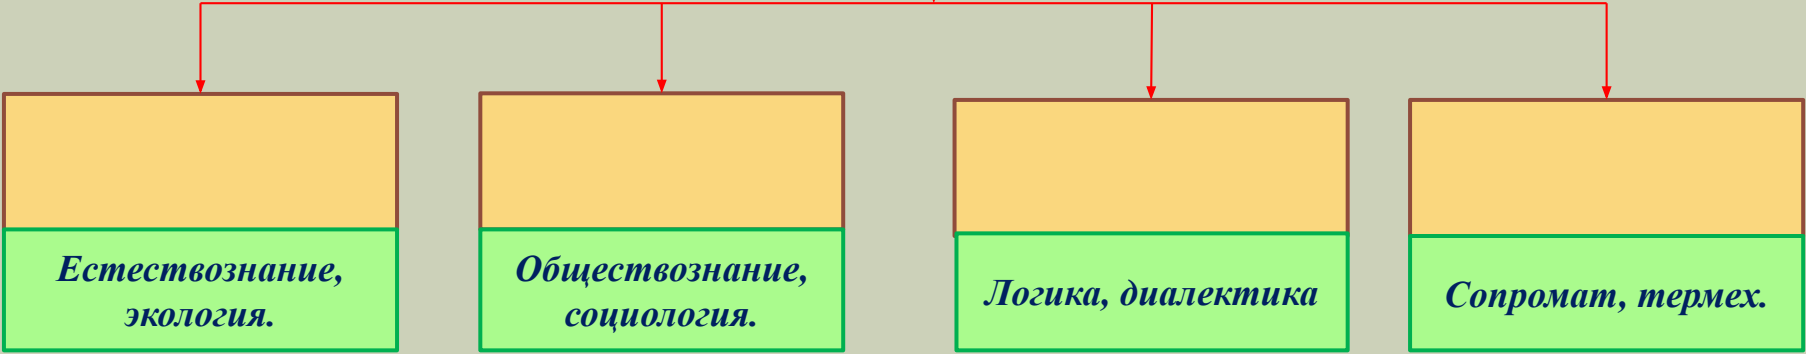 Естествознание,
экология.
Обществознание,
социология.
Логика, диалектика
Сопромат, термех.